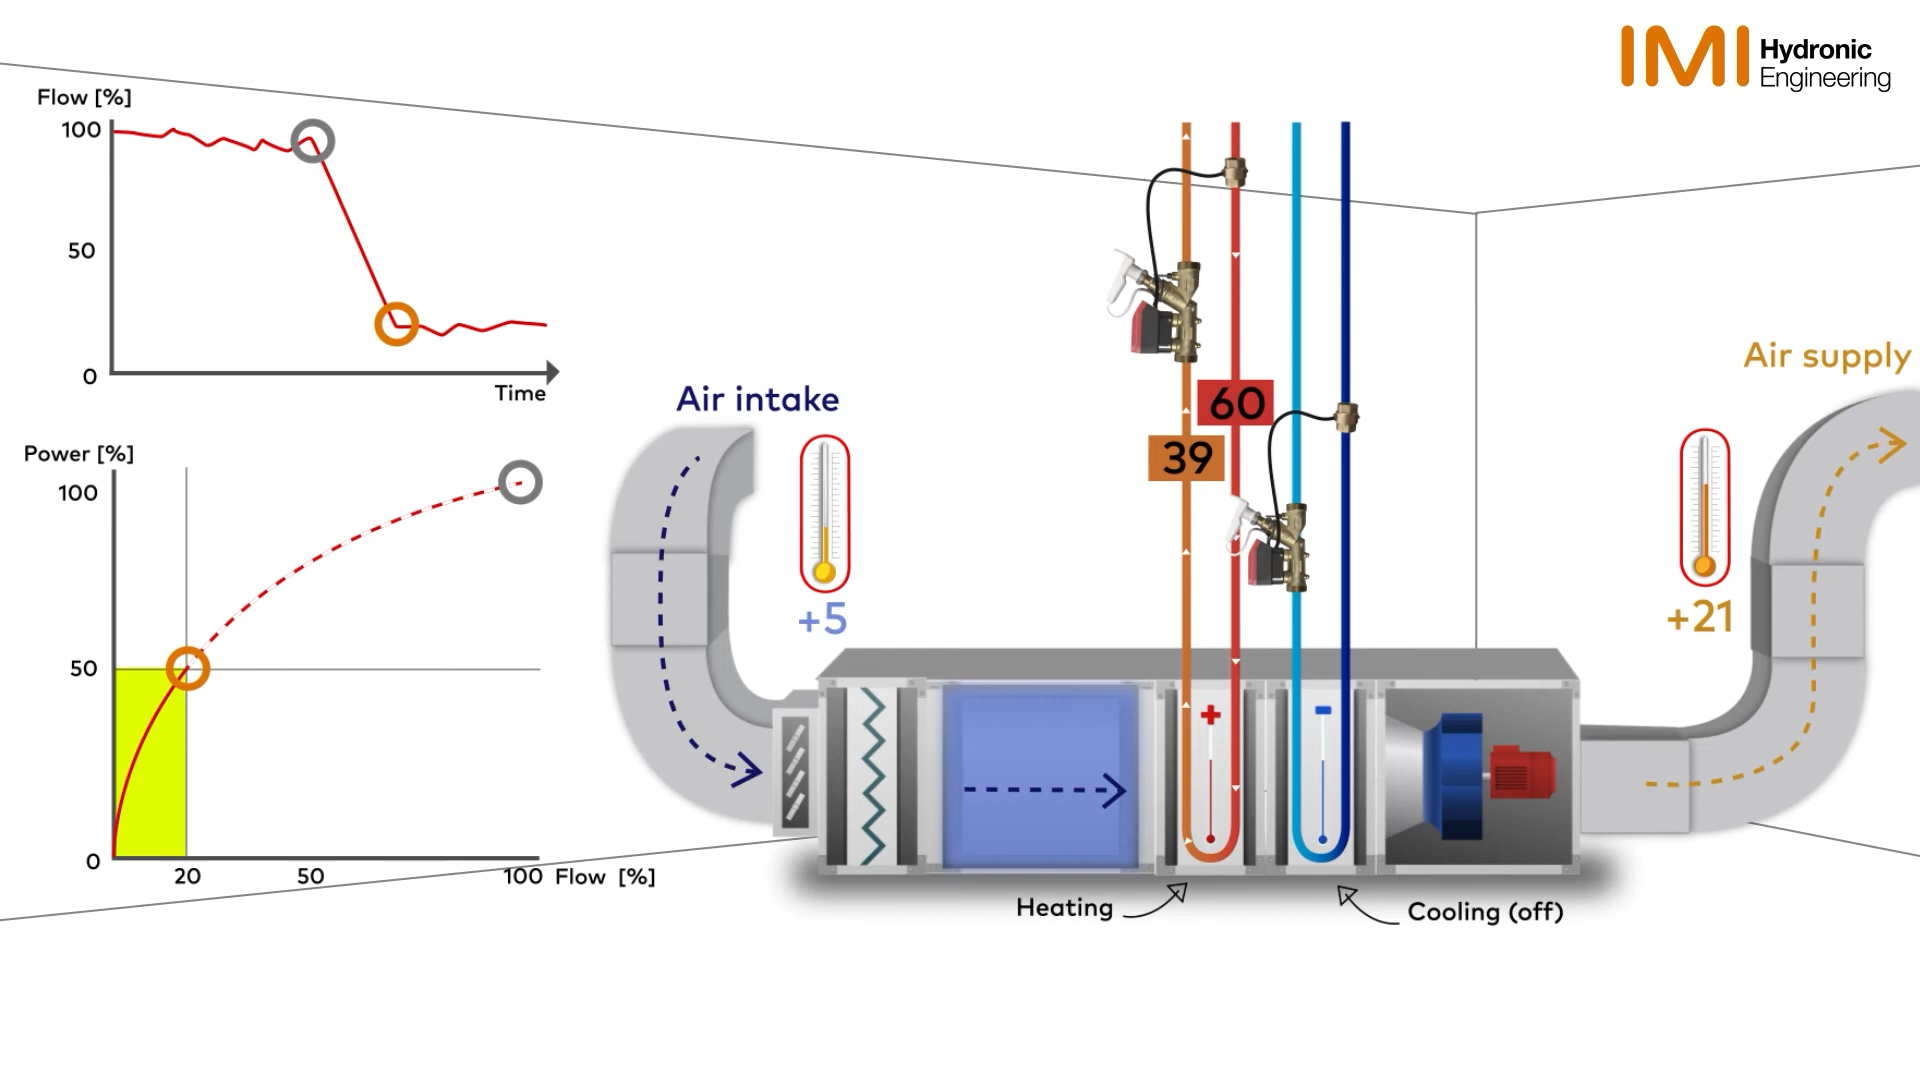 IMI Hydronic
Engineering
Flow [%]
100
50
0
Time
Power [%]
100
50
0
20 50 100 Flow [%]
Air intake
+5
60
39
Air supply
+21
Heating
Cooling (off)